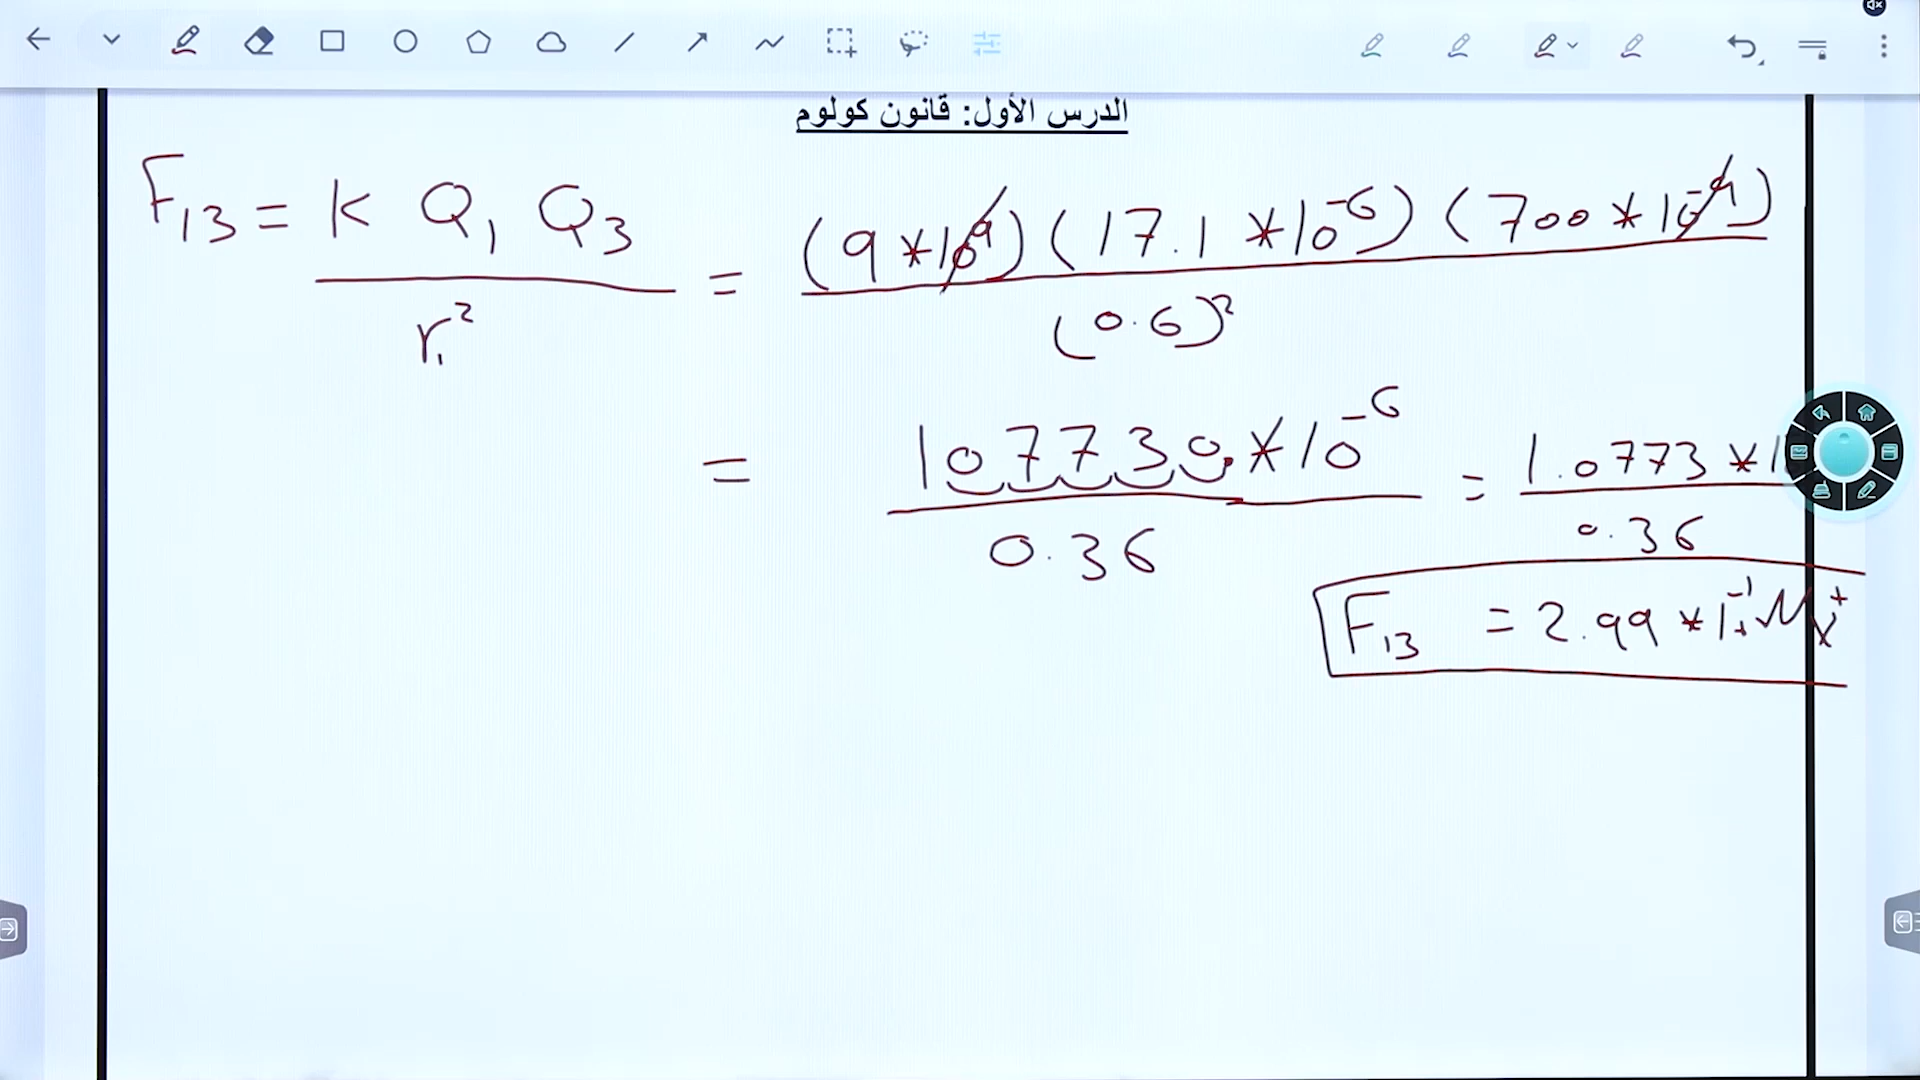 الدرس الأول: قانون كولوم
F13 = K Q1 Q3 / r1² = (9*10⁹)(17.1*10⁻⁶)(700*10⁻⁹) / (0.6)²
= 107730.*10⁻⁶ / 0.36 = 1.0773*1 / 0.36
F13 = 2.99*1 ⁻¹ N